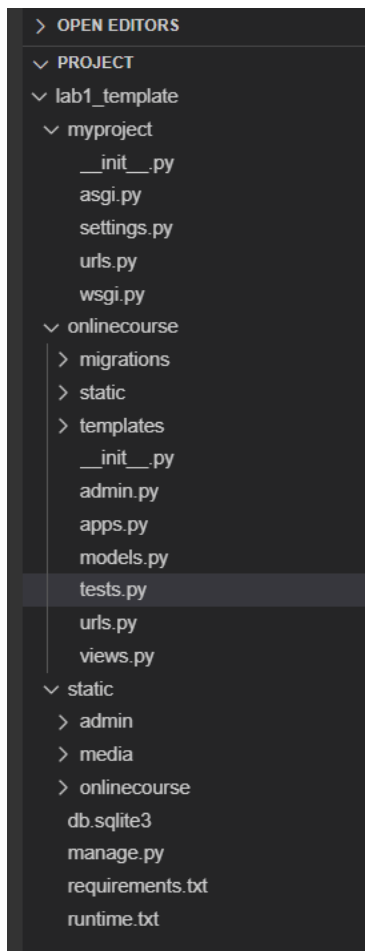 OPEN EDITORS
PROJECT
lab1_template
myproject
__init__.py
asgi.py
settings.py
urls.py
wsgi.py
onlinecourse
migrations
static
templates
__init__.py
admin.py
apps.py
models.py
tests.py
urls.py
views.py
static
admin
media
onlinecourse
db.sqlite3
manage.py
requirements.txt
runtime.txt